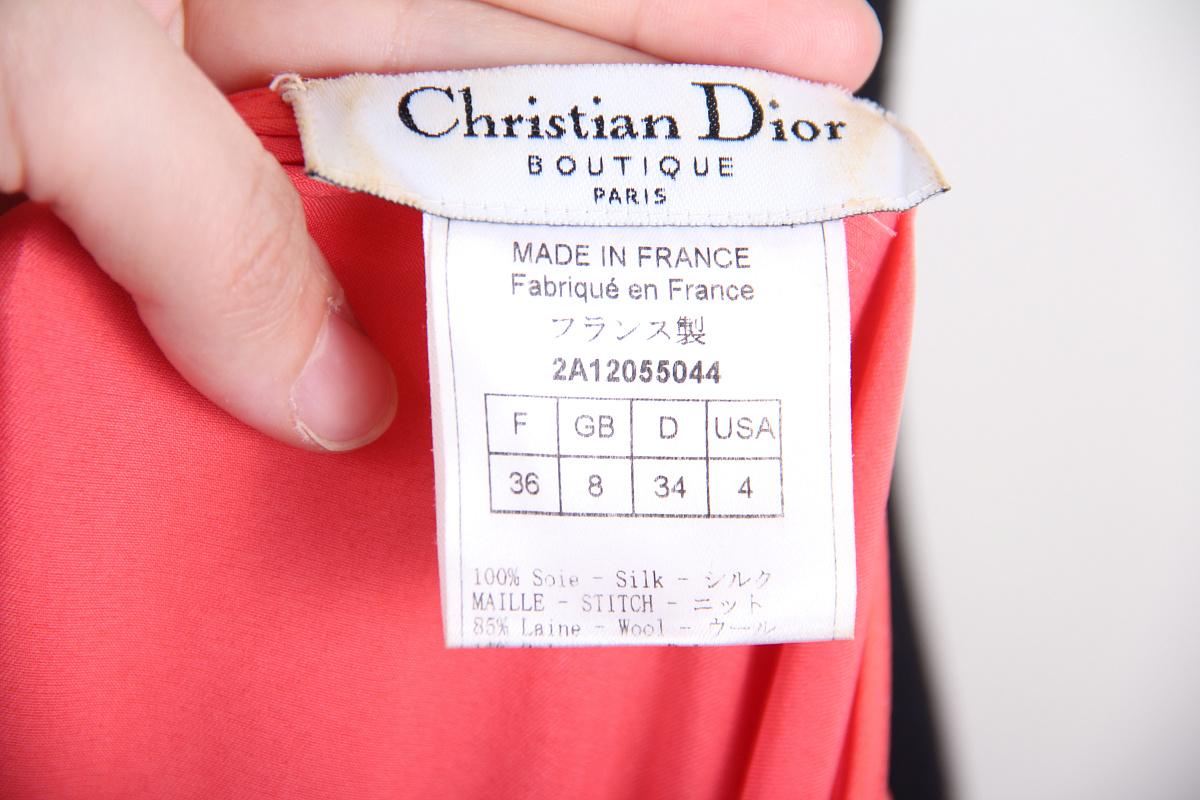 Christian Dior
BOUTIQUE
PARIS
MADE IN FRANCE
Fabriqué en France
フランス製
2A12055044
F GB D USA
36 8 34 4
100% Soie - Silk - シルク
MAILLE - STITCH - ニット
85% Laine - Wool - ウール